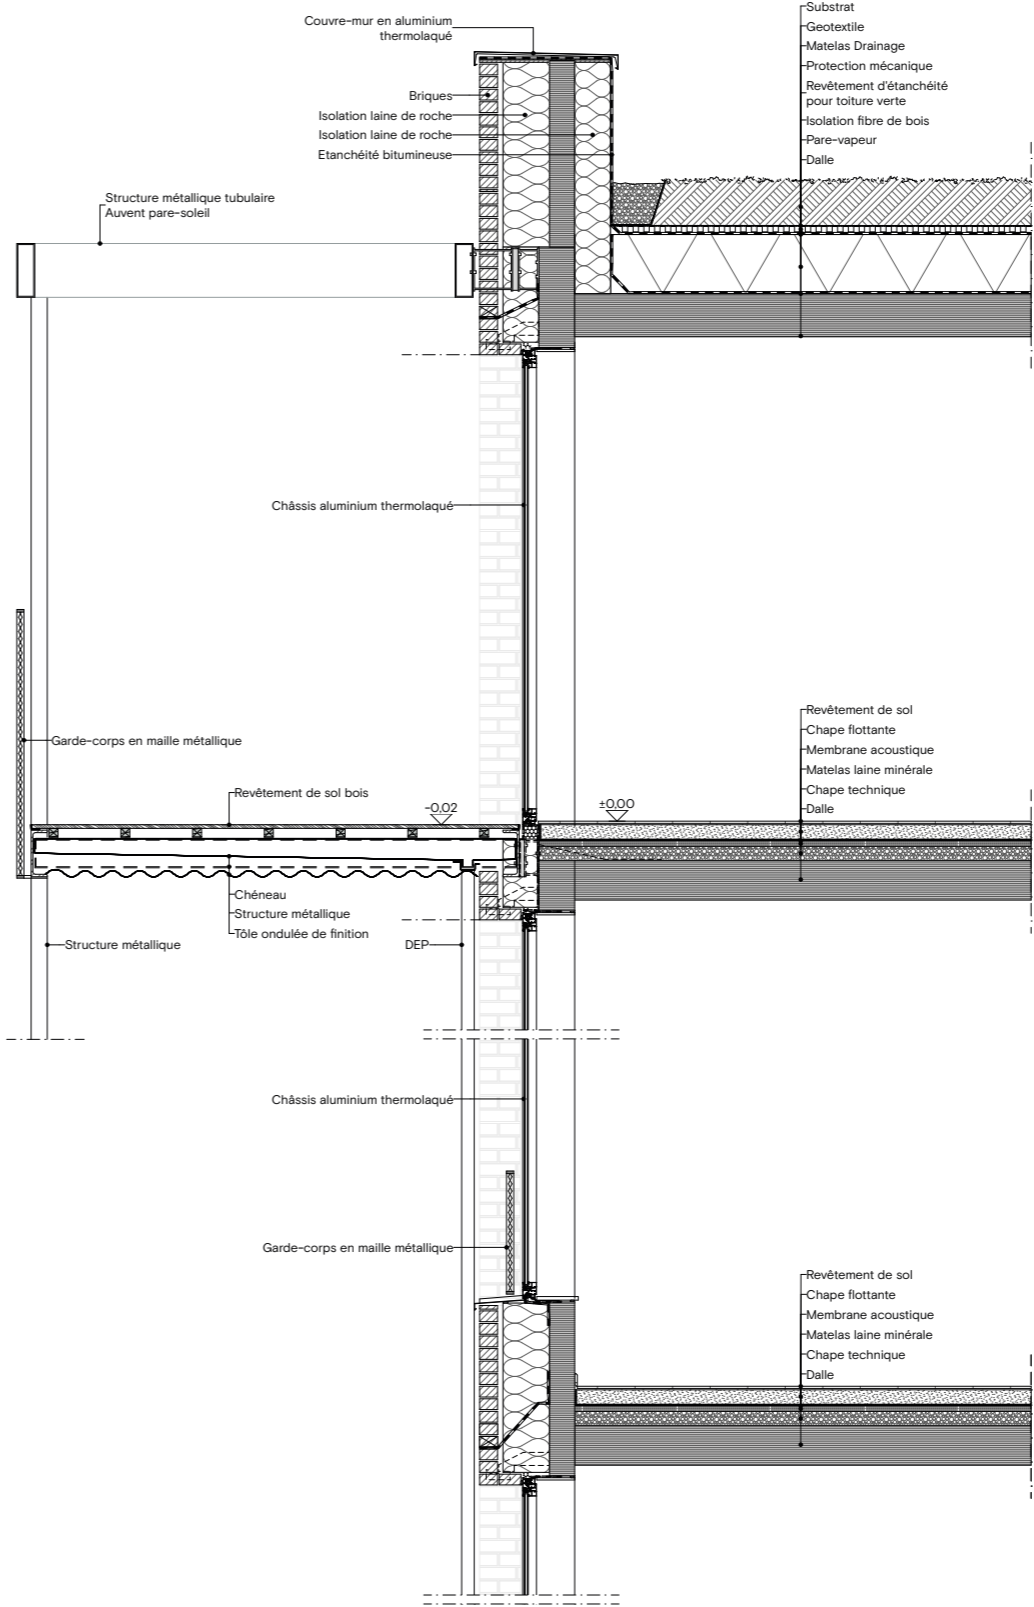 Couvre-mur en aluminium
thermolaqué
Briques
Isolation laine de roche
Isolation laine de roche
Etanchéité bitumineuse
Substrat
Geotextile
Matelas Drainage
Protection mécanique
Revêtement d'étanchéité
pour toiture verte
Isolation fibre de bois
Pare-vapeur
Dalle
Structure métallique tubulaire
Auvent pare-soleil
Châssis aluminium thermolaqué
Garde-corps en maille métallique
Revêtement de sol bois
-0,02
±0,00
Revêtement de sol
Chape flottante
Membrane acoustique
Matelas laine minérale
Chape technique
Dalle
Chéneau
Structure métallique
Tôle ondulée de finition
Structure métallique
DEP
Châssis aluminium thermolaqué
Garde-corps en maille métallique
Revêtement de sol
Chape flottante
Membrane acoustique
Matelas laine minérale
Chape technique
Dalle